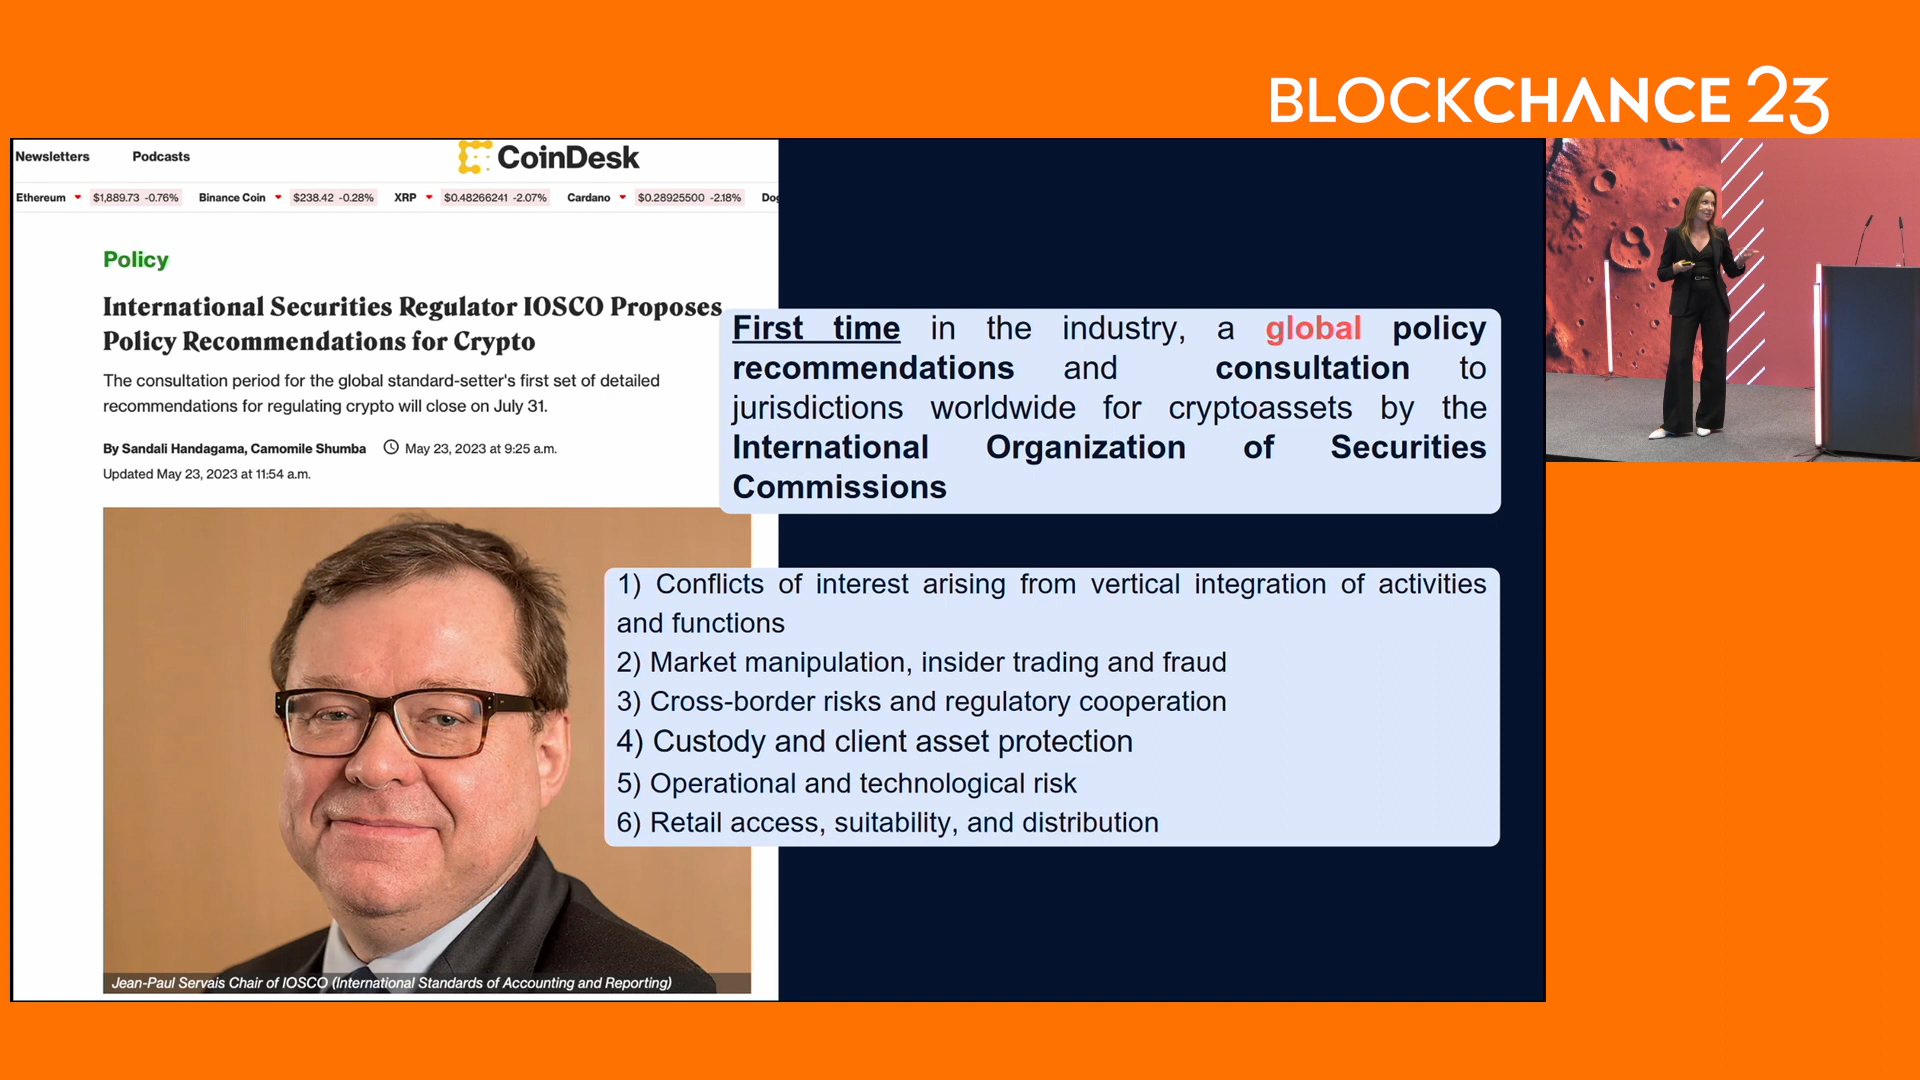 BLOCKCHANCE 23
Newsletters Podcasts CoinDesk
Ethereum $1,889.73 -0.76% Binance Coin $238.42 -0.28% XRP $0.48266241 -2.07% Cardano $0.28925500 -2.18% Dog
Policy
International Securities Regulator IOSCO Proposes
Policy Recommendations for Crypto
The consultation period for the global standard-setter's first set of detailed
recommendations for regulating crypto will close on July 31.
By Sandali Handagama, Camomile Shumba May 23, 2023 at 9:25 a.m.
Updated May 23, 2023 at 11:54 a.m.
Jean-Paul Servais Chair of IOSCO (International Standards of Accounting and Reporting)
First time in the industry, a global policy
recommendations and consultation to
jurisdictions worldwide for cryptoassets by the
International Organization of Securities
Commissions
1) Conflicts of interest arising from vertical integration of activities
and functions
2) Market manipulation, insider trading and fraud
3) Cross-border risks and regulatory cooperation
4) Custody and client asset protection
5) Operational and technological risk
6) Retail access, suitability, and distribution